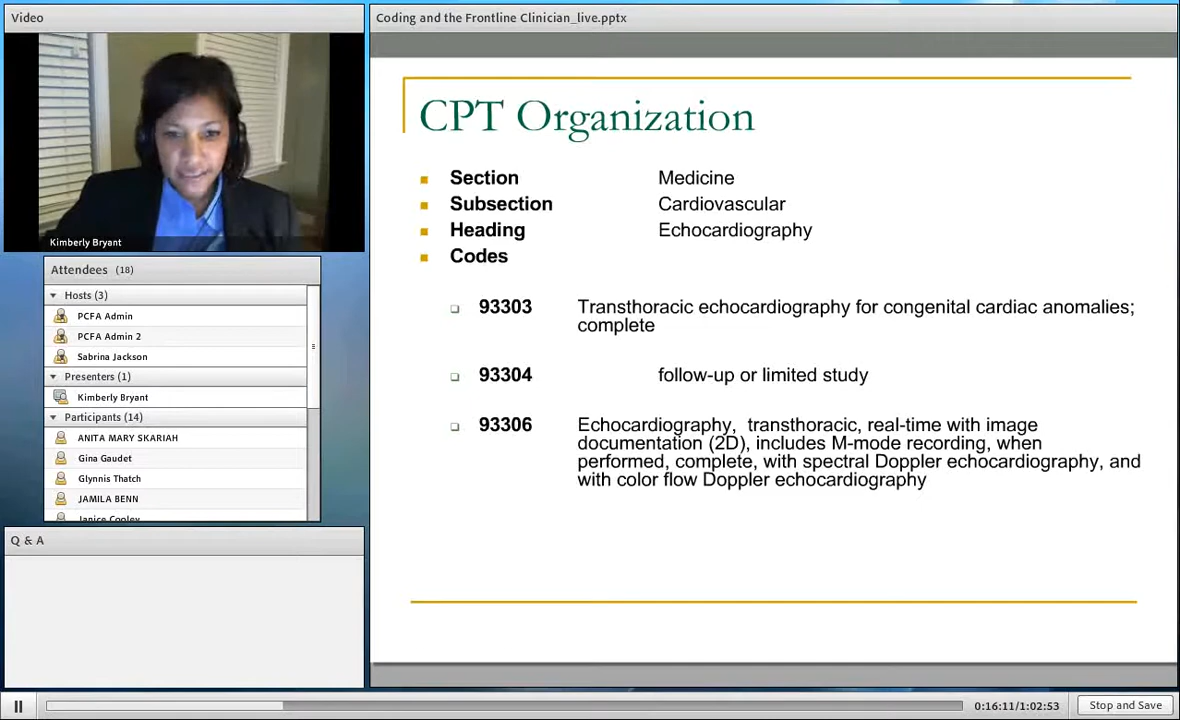 Video
Kimberly Bryant
Attendees (18)
Hosts (3)
PCFA Admin
PCFA Admin 2
Sabrina Jackson
Presenters (1)
Kimberly Bryant
Participants (14)
ANITA MARY SKARIAH
Gina Gaudet
Glynnis Thatch
JAMILA BENN
Janice Cooley
Q & A
Coding and the Frontline Clinician_live.pptx
CPT Organization
Section Medicine
Subsection Cardiovascular
Heading Echocardiography
Codes
93303 Transthoracic echocardiography for congenital cardiac anomalies;
complete
93304 follow-up or limited study
93306 Echocardiography, transthoracic, real-time with image
documentation (2D), includes M-mode recording, when
performed, complete, with spectral Doppler echocardiography, and
with color flow Doppler echocardiography
0:16:11/1:02:53
Stop and Save